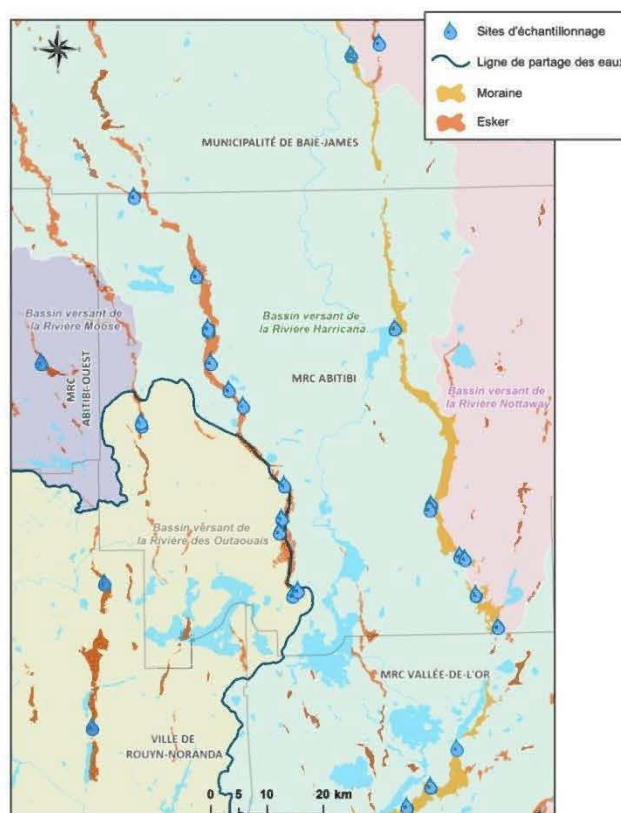 Sites d'échantillonnage
Ligne de partage des eaux
Moraine
Esker
MUNICIPALITÉ DE BAIE-JAMES
Bassin versant
de la Rivière Moose
Bassin versant de
la Rivière Harricana
MRC
ABITIBI-OUEST
MRC ABITIBI
Bassin versant de
la Rivière Nottaway
Bassin versant de
la Rivière des Outaouais
MRC VALLÉE-DE-L'OR
VILLE DE
ROUYN-NORANDA
0 5 10 20 km